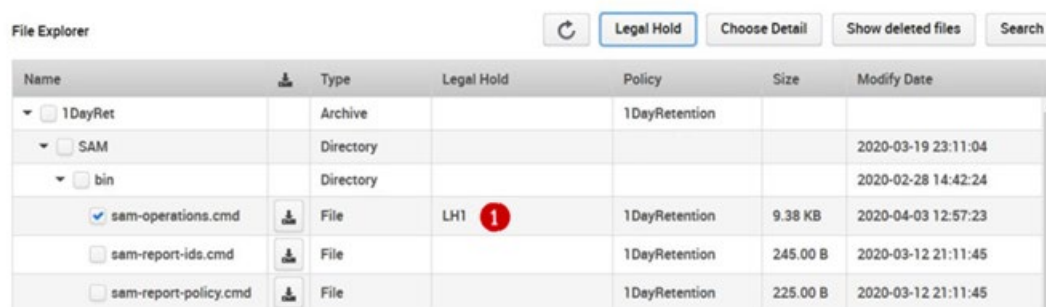 File Explorer Legal Hold Choose Detail Show deleted files Search
Name Type Legal Hold Policy Size Modify Date
1DayRet Archive 1DayRetention
SAM Directory 2020-03-19 23:11:04
bin Directory 2020-02-28 14:42:24
sam-operations.cmd File LH1 1 1DayRetention 9.38 KB 2020-04-03 12:57:23
sam-report-ids.cmd File 1DayRetention 245.00 B 2020-03-12 21:11:45
sam-report-policy.cmd File 1DayRetention 225.00 B 2020-03-12 21:11:45